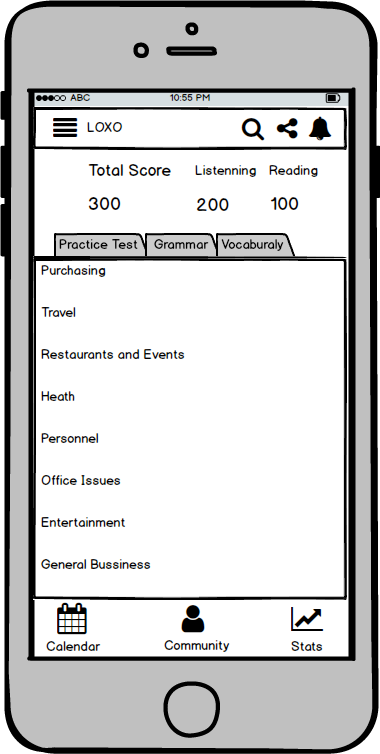 ABC 10:55 PM
LOXO
Total Score Listenning Reading
300 200 100
Practice Test Grammar Vocaburaly
Purchasing
Travel
Restaurants and Events
Heath
Personnel
Office Issues
Entertainment
General Bussiness
Calendar Community Stats